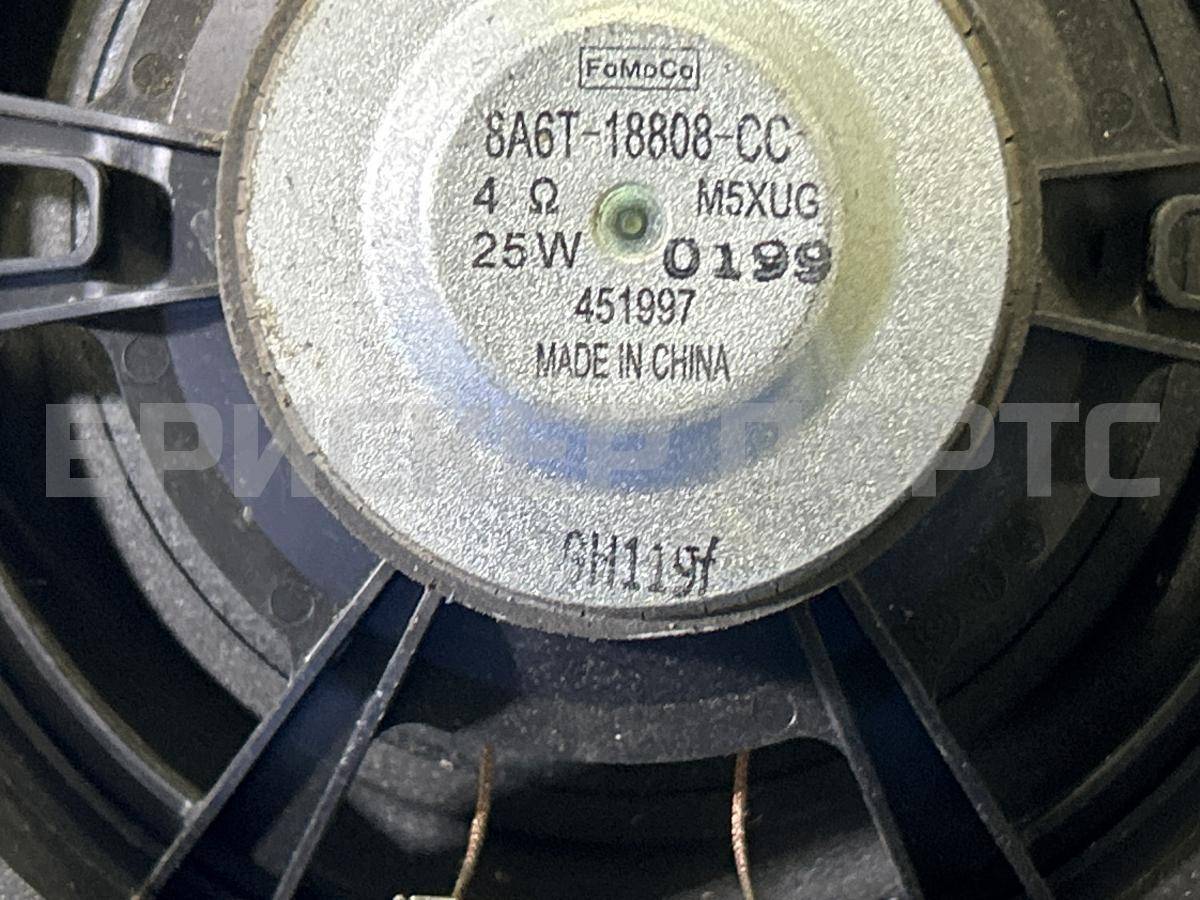 FoMoCo
8A6T-18808-CC
4 Ω M5XUG
25W 0199
451997
MADE IN CHINA